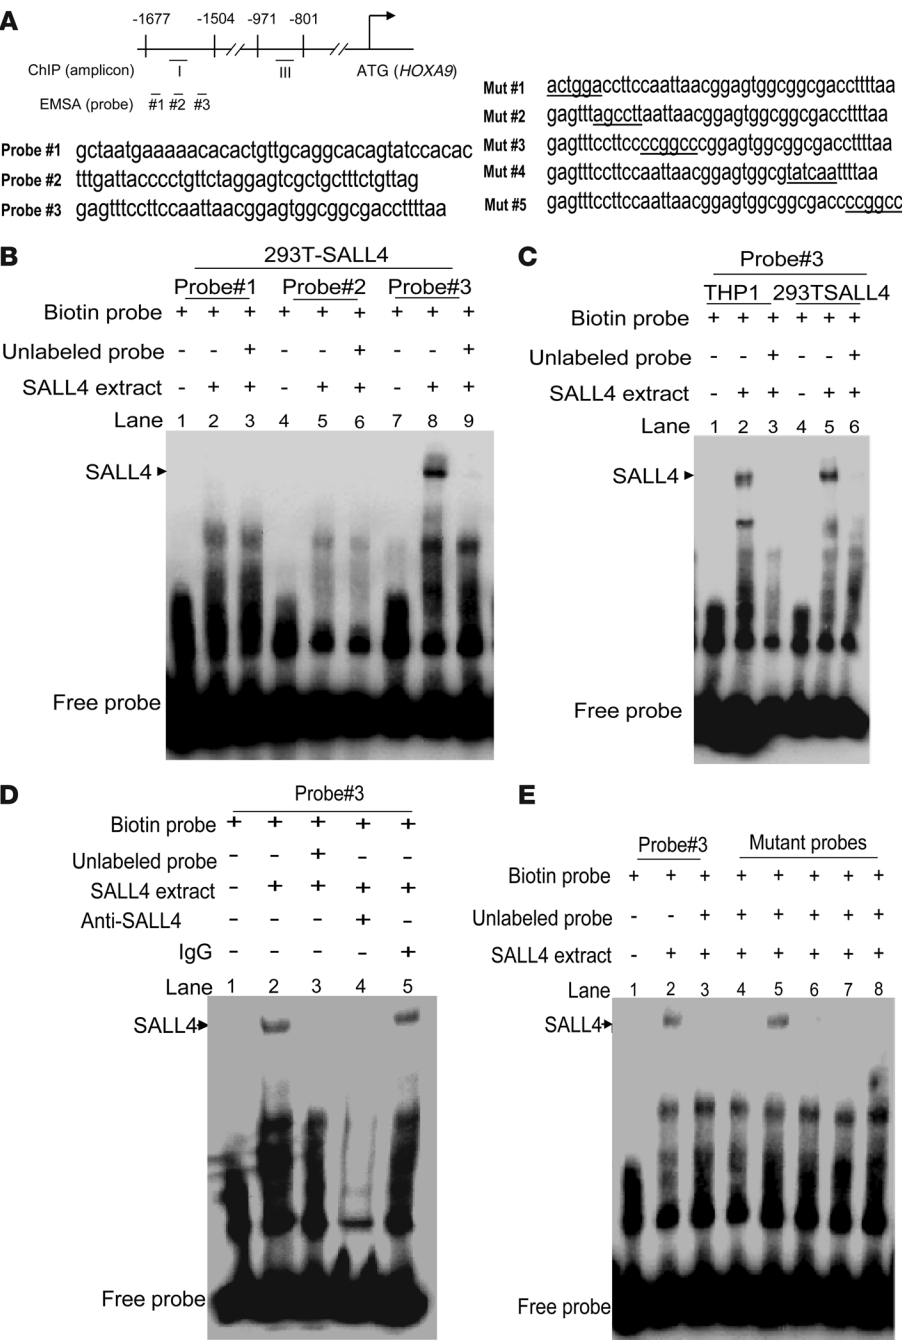 A
-1677 -1504 -971 -801
ChIP (amplicon) I III ATG (HOXA9)
EMSA (probe) #1 #2 #3
Probe #1 gctaatgaaaaacacactgttgcaggcacagtatccacac
Probe #2 tttgattacccctgttctaggagtcgctgctttctgttag
Probe #3 gagtttccttccaattaacggagtggcggcgaccttttaa
Mut #1 actggaccttccaattaacggagtggcggcgaccttttaa
Mut #2 gagtttagccttaattaacggagtggcggcgaccttttaa
Mut #3 gagtttccttccccggcccggagtggcggcgaccttttaa
Mut #4 gagtttccttccaattaacggagtggcgtatcaattttaa
Mut #5 gagtttccttccaattaacggagtggcggcgaccccggcc
B
293T-SALL4
Probe#1 Probe#2 Probe#3
Biotin probe + + + + + + + + +
Unlabeled probe - - + - - + - - +
SALL4 extract - + + - + + - + +
Lane 1 2 3 4 5 6 7 8 9
SALL4
Free probe
C
Probe#3
THP1 293TSALL4
Biotin probe + + + + + +
Unlabeled probe - - + - - +
SALL4 extract - + + - + +
Lane 1 2 3 4 5 6
SALL4
Free probe
D
Probe#3
Biotin probe + + + + +
Unlabeled probe - - + - -
SALL4 extract - + + + +
Anti-SALL4 - - - + -
IgG - - - - +
Lane 1 2 3 4 5
SALL4
Free probe
E
Probe#3 Mutant probes
Biotin probe + + + + + + + +
Unlabeled probe - - + + + + + +
SALL4 extract - + + + + + + +
Lane 1 2 3 4 5 6 7 8
SALL4
Free probe